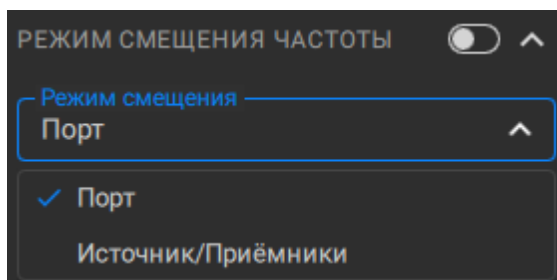 РЕЖИМ СМЕЩЕНИЯ ЧАСТОТЫ
Режим смещения
Порт
Порт
Источник/Приёмники